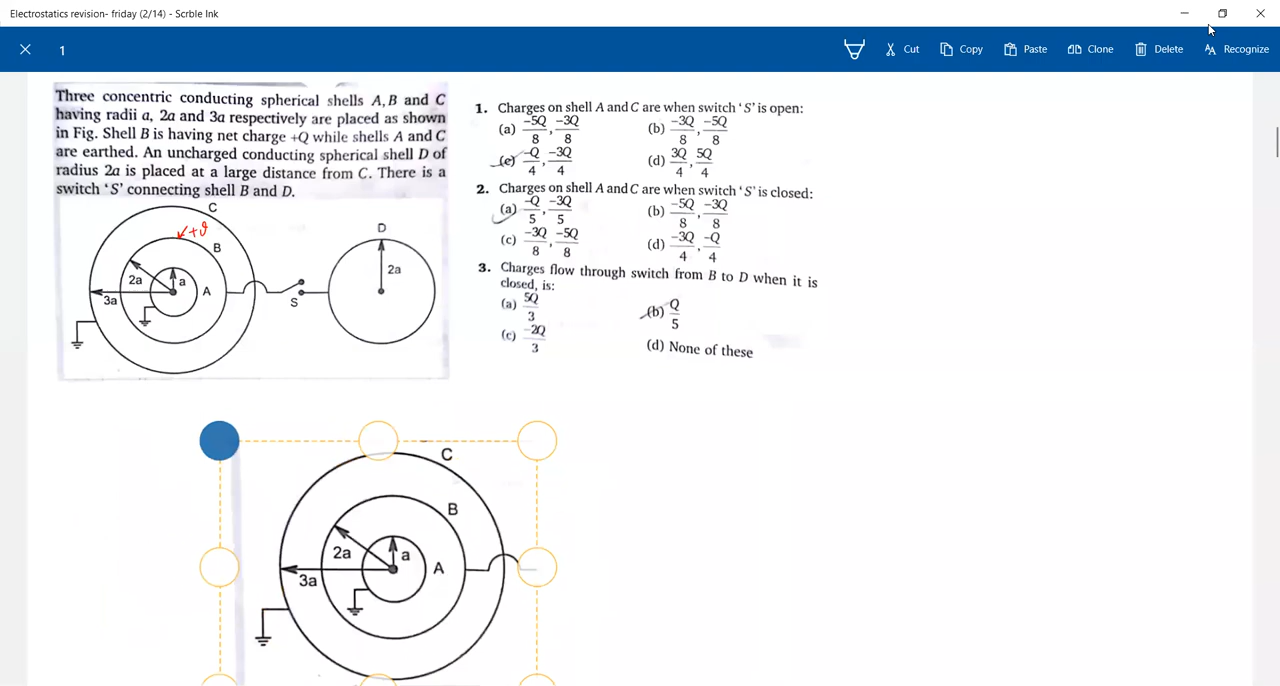 Electrostatics revision- friday (2/14) - Scrble Ink
1
Cut
Copy
Paste
Clone
Delete
Recognize
Three concentric conducting spherical shells A, B and C
having radii a, 2a and 3a respectively are placed as shown
in Fig. Shell B is having net charge +Q while shells A and C
are earthed. An uncharged conducting spherical shell D of
radius 2a is placed at a large distance from C. There is a
switch 'S' connecting shell B and D.
C
B
2a
a
A
3a
S
D
2a
1. Charges on shell A and C are when switch 'S' is open:
(a) -5Q/8, -3Q/8
(b) -3Q/8, -5Q/8
(c) -Q/4, -3Q/4
(d) 3Q/4, 5Q/4
2. Charges on shell A and C are when switch 'S' is closed:
(a) -Q/5, -3Q/5
(b) -5Q/8, -3Q/8
(c) -3Q/8, -5Q/8
(d) -3Q/4, -Q/4
3. Charges flow through switch from B to D when it is
closed, is:
(a) 5Q/3
(b) Q/5
(c) -2Q/3
(d) None of these
C
B
2a
a
A
3a